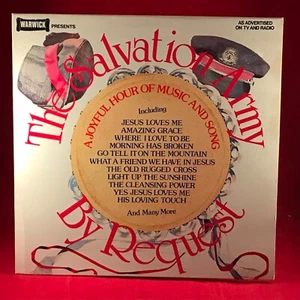 WARWICK
PRESENTS
AS ADVERTISED
ON TV AND RADIO
The Salvation Army
A JOYFUL HOUR OF MUSIC AND SONG
Including
JESUS LOVES ME
AMAZING GRACE
WHERE I LOVE TO BE
MORNING HAS BROKEN
GO TELL IT ON THE MOUNTAIN
WHAT A FRIEND WE HAVE IN JESUS
THE OLD RUGGED CROSS
LIGHT UP THE SUNSHINE
THE CLEANSING POWER
YES JESUS LOVES ME
HIS LOVING TOUCH
And Many More
By Request